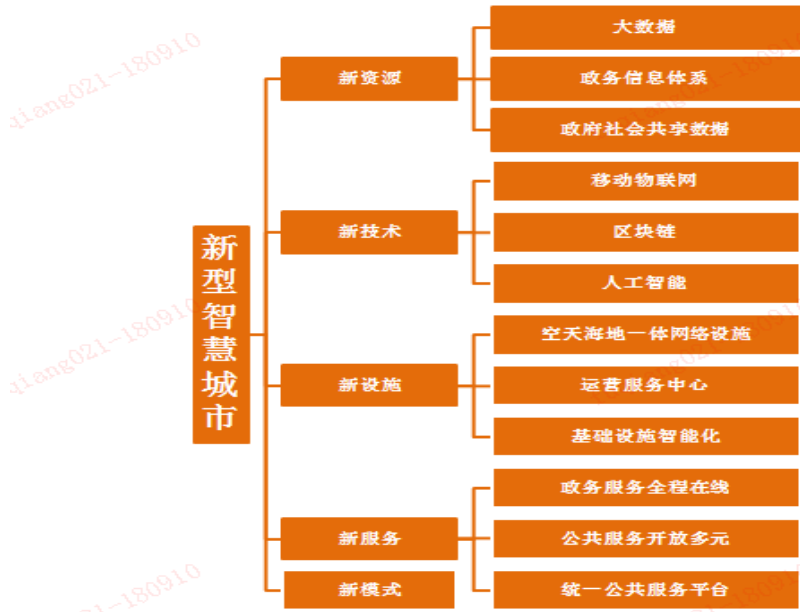 新型智慧城市
新资源
大数据
政务信息体系
政府社会共享数据
新技术
移动物联网
区块链
人工智能
新设施
空天海地一体网络设施
运营服务中心
基础设施智能化
新服务
政务服务全程在线
公共服务开放多元
统一公共服务平台
新模式
qiang021-180910
qiang021-180910